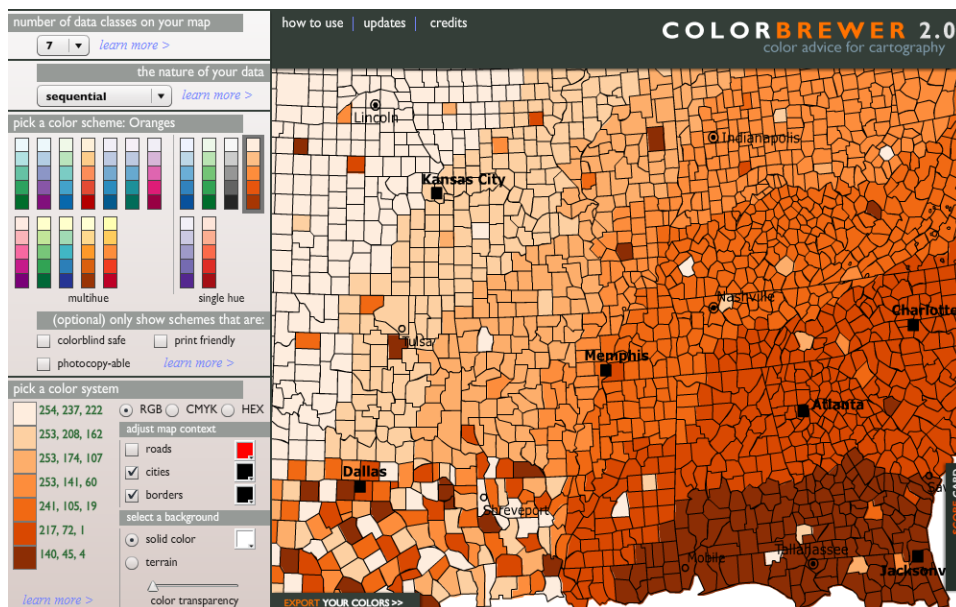 number of data classes on your map
7
learn more >
the nature of your data
sequential
learn more >
pick a color scheme: Oranges
multihue
single hue
(optional) only show schemes that are:
colorblind safe
print friendly
photocopy-able
learn more >
pick a color system
254, 237, 222
253, 208, 162
253, 174, 107
253, 141, 60
241, 105, 19
217, 72, 1
140, 45, 4
RGB
CMYK
HEX
adjust map context
roads
cities
borders
select a background
solid color
terrain
color transparency
learn more >
how to use | updates | credits
COLORBREWER 2.0
color advice for cartography
Lincoln
Indianapolis
Kansas City
Nashville
Charlotte
Tulsa
Memphis
Atlanta
Dallas
Shreveport
Sav
Mobile
Tallahassee
Jacksonv
SCORE CARD
EXPORT YOUR COLORS >>